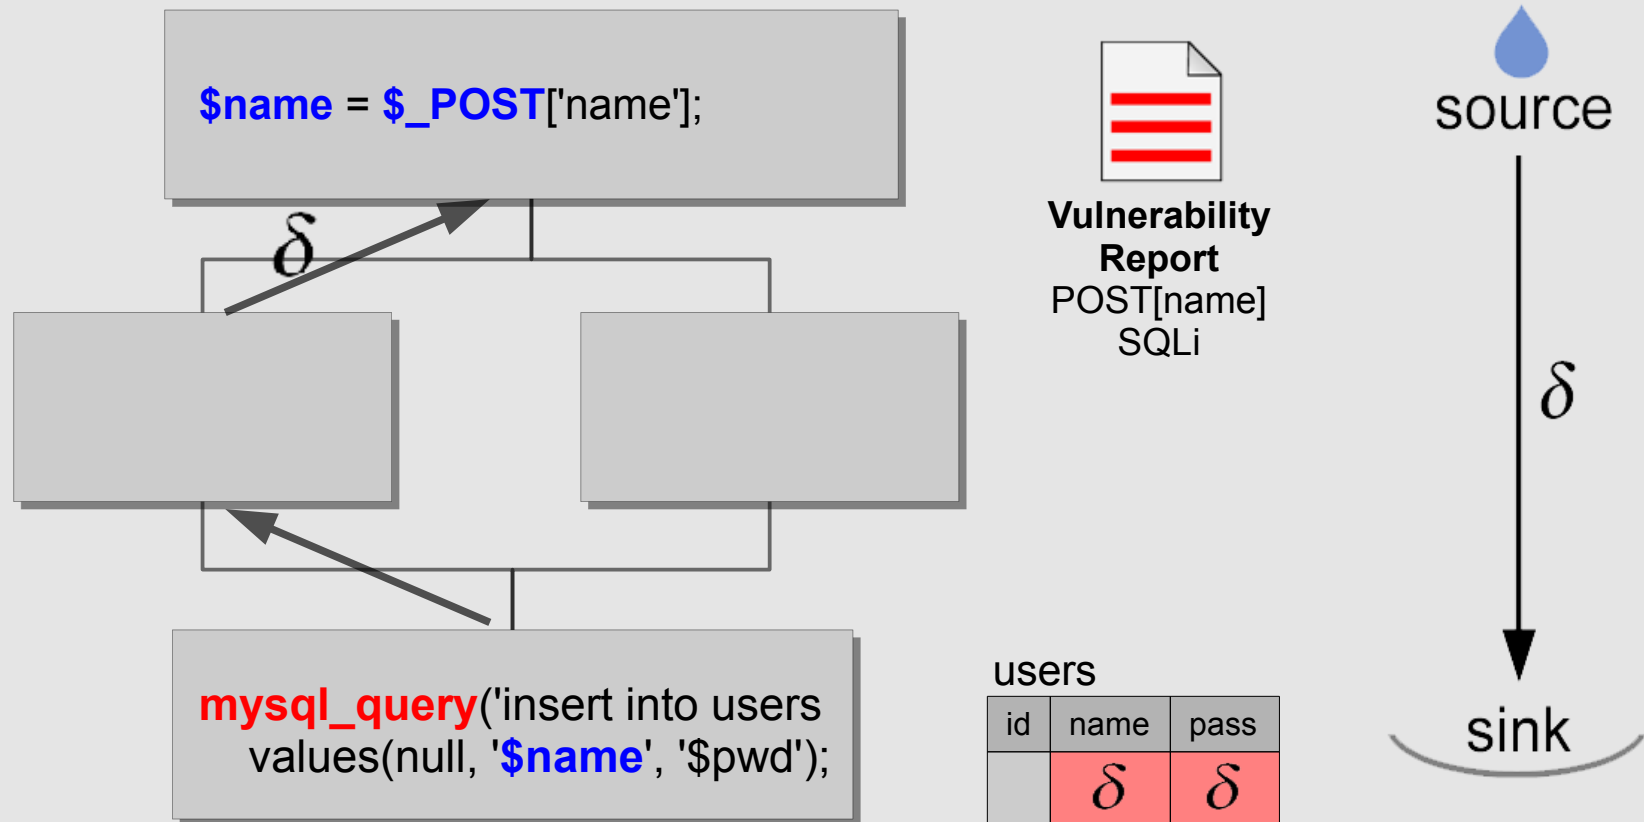 $name = $_POST['name'];
δ
mysql_query('insert into users
values(null, '$name', '$pwd');
Vulnerability
Report
POST[name]
SQLi
users
id name pass
δ δ
source
δ
sink